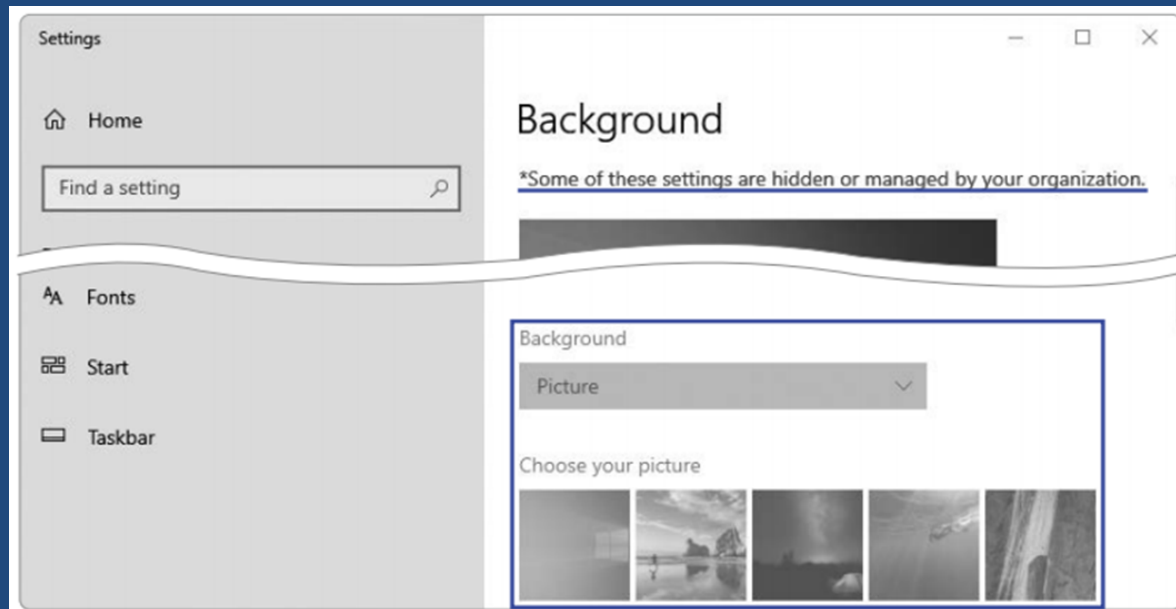 Settings
Home
Find a setting
Fonts
Start
Taskbar
Background
*Some of these settings are hidden or managed by your organization.
Background
Picture
Choose your picture